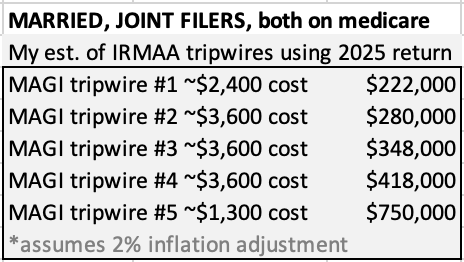 MARRIED, JOINT FILERS, both on medicare
My est. of IRMAA tripwires using 2025 return
MAGI tripwire #1 ~$2,400 cost $222,000
MAGI tripwire #2 ~$3,600 cost $280,000
MAGI tripwire #3 ~$3,600 cost $348,000
MAGI tripwire #4 ~$3,600 cost $418,000
MAGI tripwire #5 ~$1,300 cost $750,000
*assumes 2% inflation adjustment